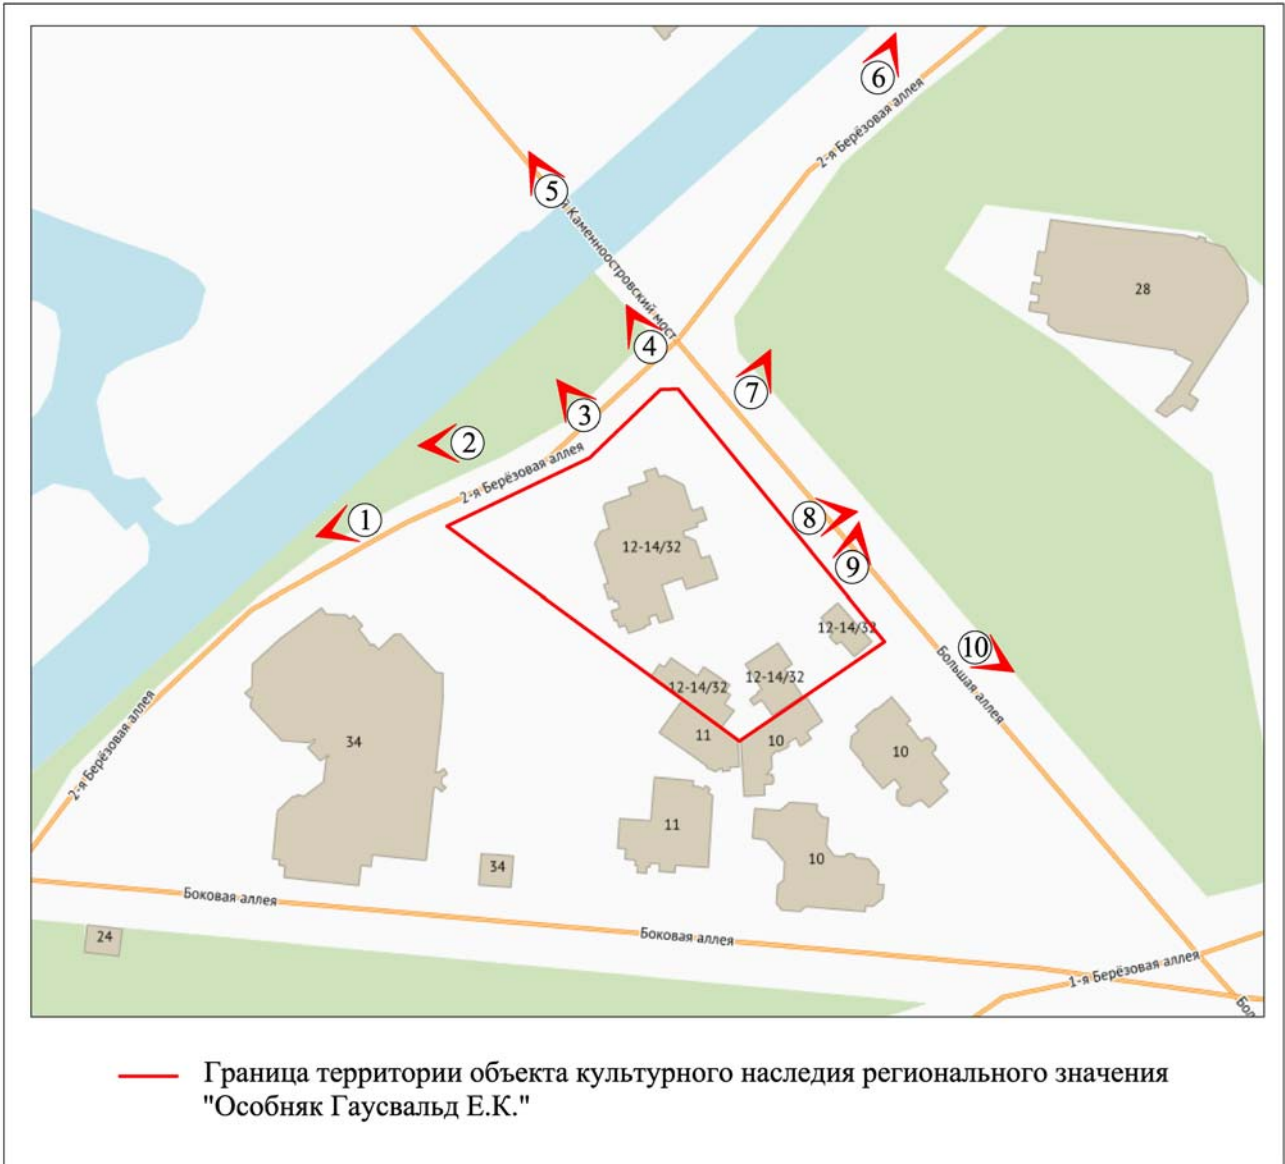 6
2-я Берёзовая аллея
5
я Каменноостровский мост
28
4
7
3
2
2-я Берёзовая аллея
1
8
12-14/32
9
12-14/32
10
12-14/32
12-14/32
Большая аллея
2-я Берёзовая аллея
34
11
10
10
11
10
34
Боковая аллея
24
Боковая аллея
1-я Берёзовая аллея
Бол
Граница территории объекта культурного наследия регионального значения
"Особняк Гаусвальд Е.К."